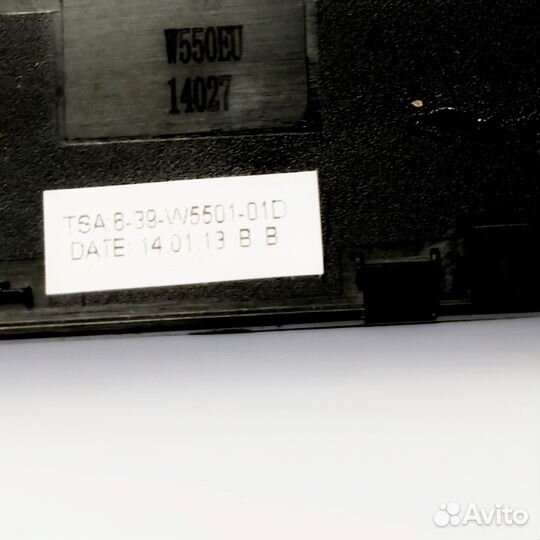 W550EU
14027
TSA:6-39-W5501-01D
DATE: 14.01.13 B B
Avito